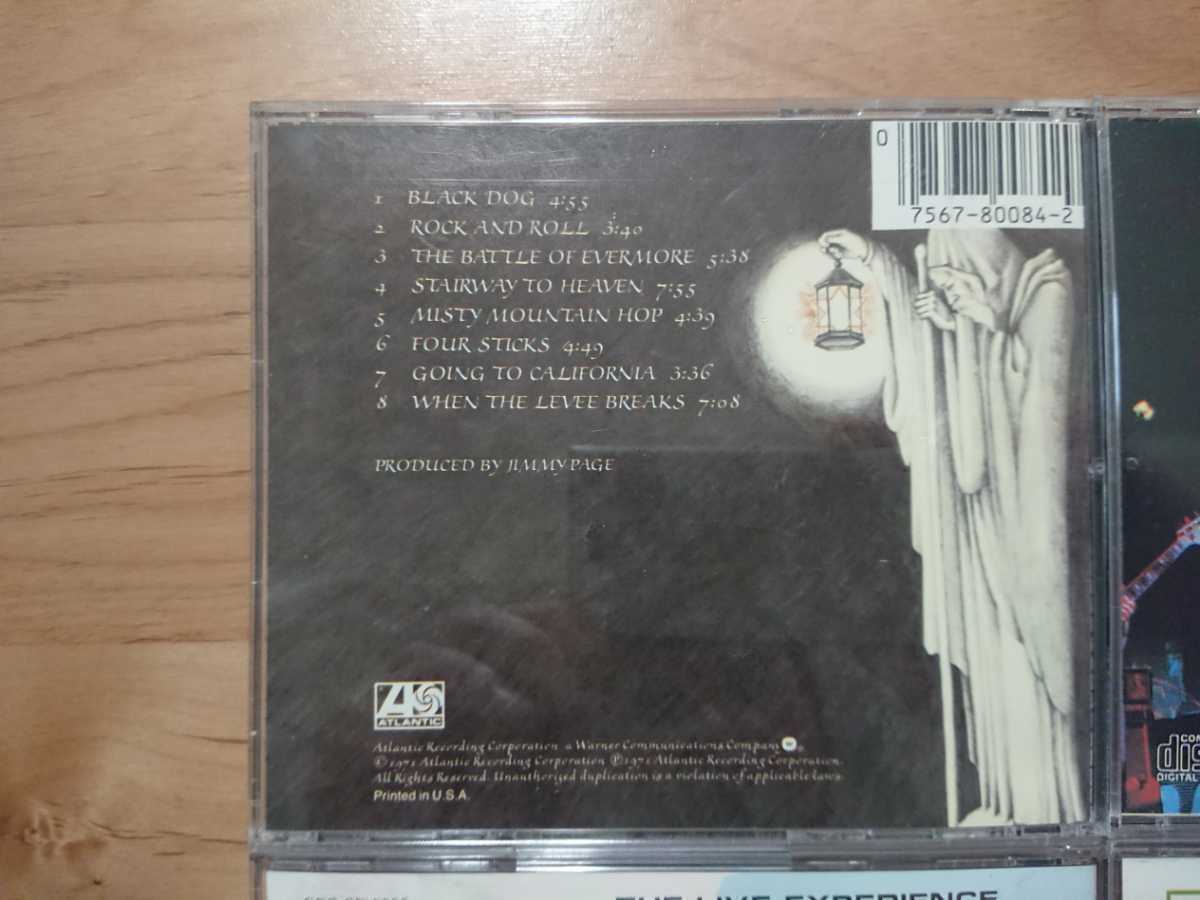 0
7567-80084-2
1 BLACK DOG 4:55
2 ROCK AND ROLL 3:40
3 THE BATTLE OF EVERMORE 5:38
4 STAIRWAY TO HEAVEN 7:55
5 MISTY MOUNTAIN HOP 4:39
6 FOUR STICKS 4:49
7 GOING TO CALIFORNIA 3:36
8 WHEN THE LEVEE BREAKS 7:08
PRODUCED BY JIMMY PAGE
ATLANTIC
Atlantic Recording Corporation, a Warner Communications Company.
© 1971 Atlantic Recording Corporation ℗ 1971 Atlantic Recording Corporation.
All Rights Reserved. Unauthorized duplication is a violation of applicable laws.
Printed in U.S.A.
THE LIVE EXPERIENCE